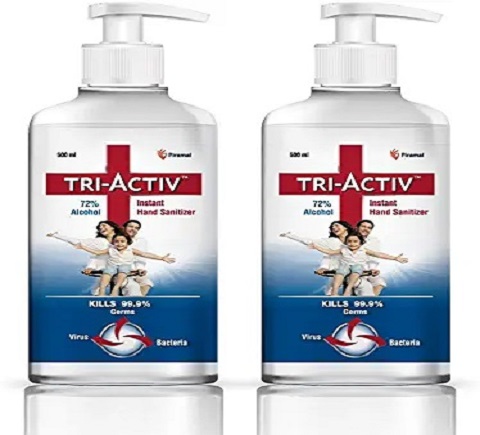 500 ml Piramal
TRI-ACTIV™
72% Alcohol
Instant Hand Sanitizer
KILLS 99.9%
Germs
Virus Bacteria
500 ml Piramal
TRI-ACTIV™
72% Alcohol
Instant Hand Sanitizer
KILLS 99.9%
Germs
Virus Bacteria